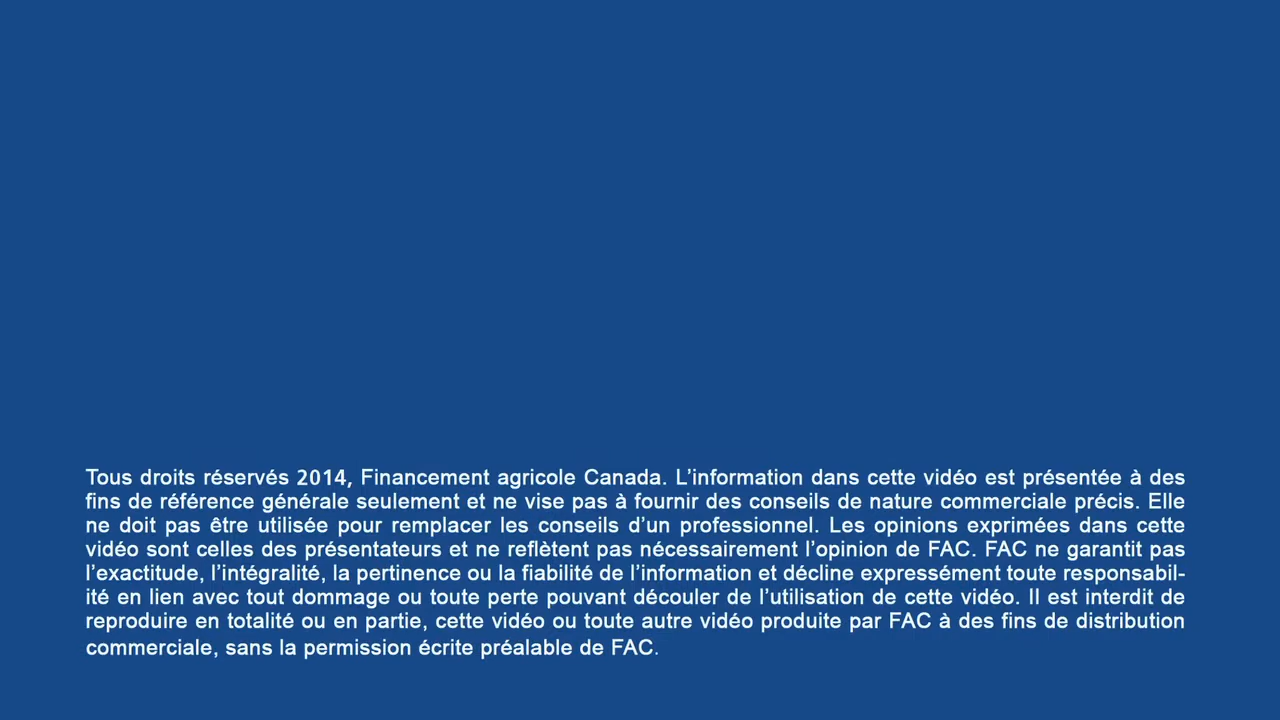 Tous droits réservés 2014, Financement agricole Canada. L’information dans cette vidéo est présentée à des
fins de référence générale seulement et ne vise pas à fournir des conseils de nature commerciale précis. Elle
ne doit pas être utilisée pour remplacer les conseils d’un professionnel. Les opinions exprimées dans cette
vidéo sont celles des présentateurs et ne reflètent pas nécessairement l’opinion de FAC. FAC ne garantit pas
l’exactitude, l’intégralité, la pertinence ou la fiabilité de l’information et décline expressément toute responsabil-
ité en lien avec tout dommage ou toute perte pouvant découler de l’utilisation de cette vidéo. Il est interdit de
reproduire en totalité ou en partie, cette vidéo ou toute autre vidéo produite par FAC à des fins de distribution
commerciale, sans la permission écrite préalable de FAC.